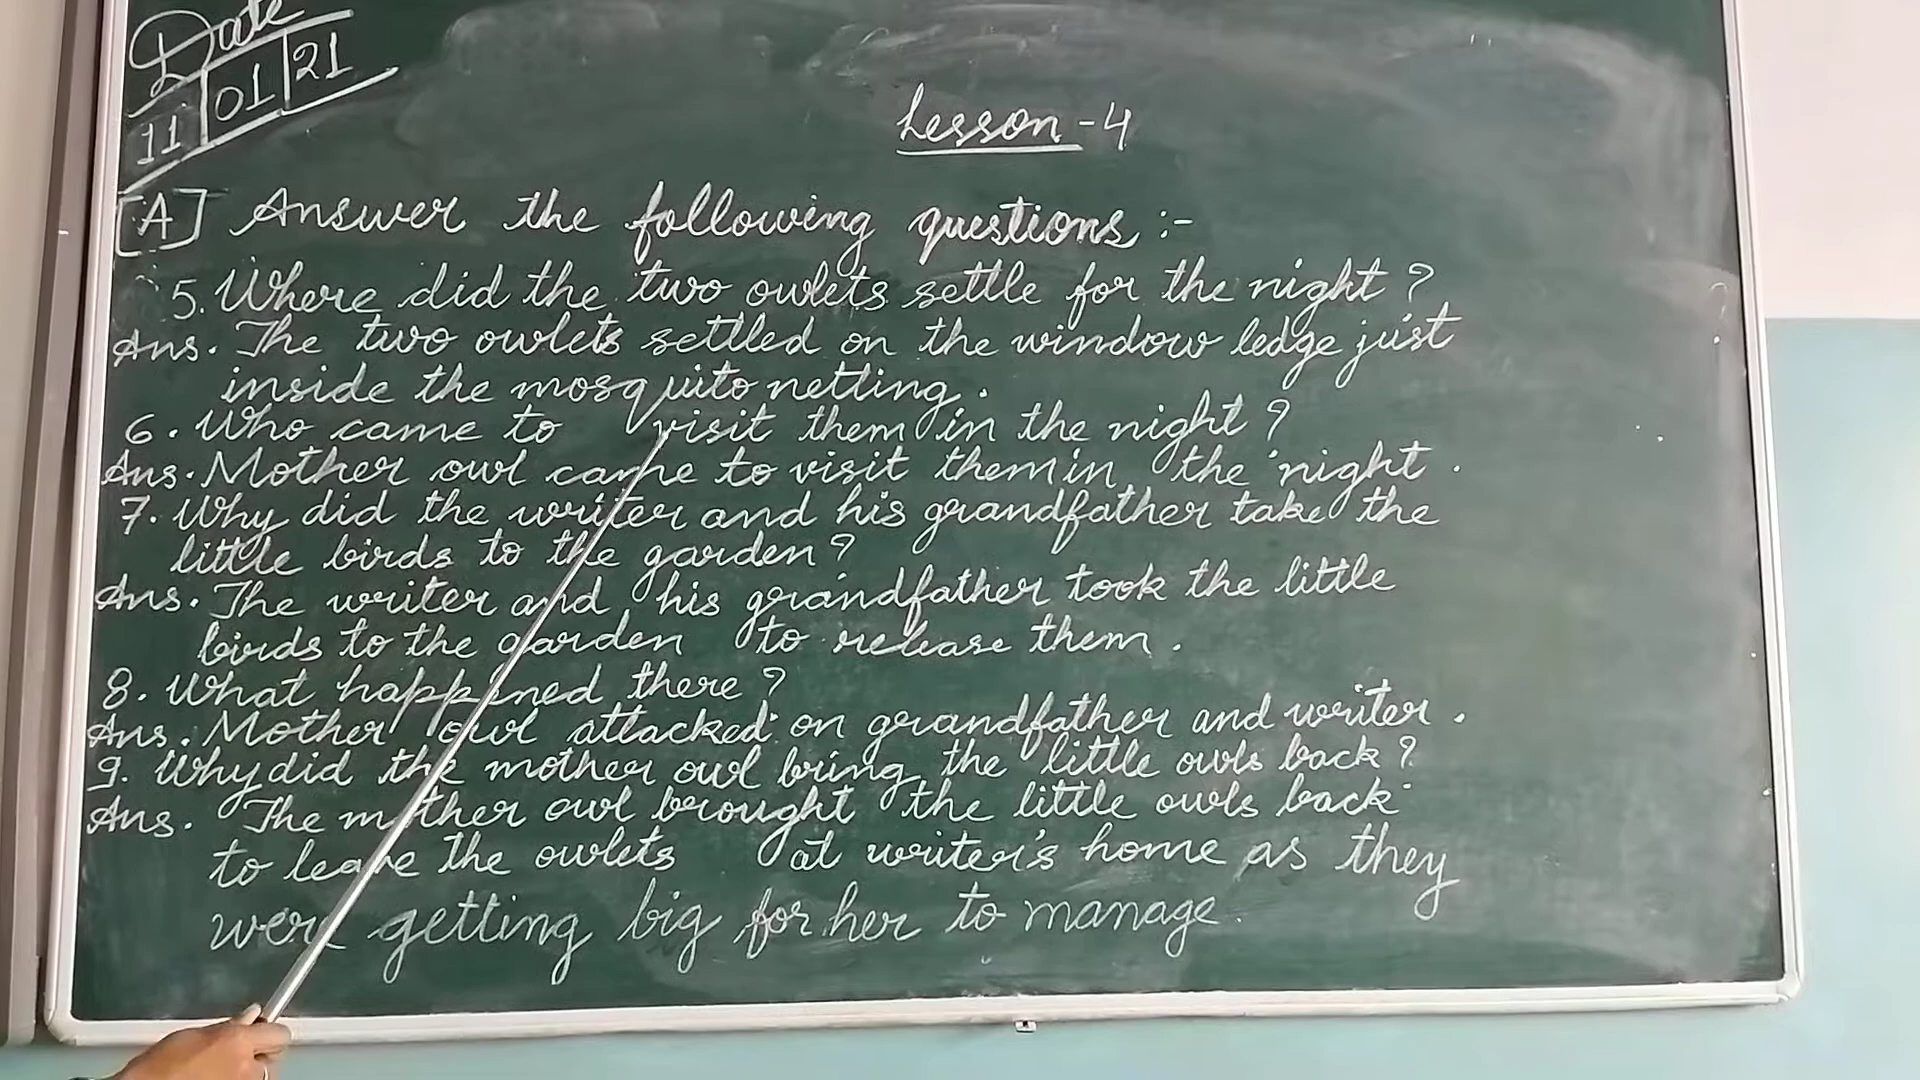 Date
11 01 21
Lesson - 4
[A] Answer the following questions :-
5. Where did the two owlets settle for the night ?
Ans. The two owlets settled on the window ledge just
inside the mosquito netting.
6. Who came to visit them in the night ?
Ans. Mother owl came to visit them in the night.
7. Why did the writer and his grandfather take the
little birds to the garden ?
Ans. The writer and his grandfather took the little
birds to the garden to release them.
8. What happened there ?
Ans. Mother owl attacked on grandfather and writer.
9. Why did the mother owl bring the little owls back ?
Ans. The mother owl brought the little owls back
to leave the owlets at writer's home as they
were getting big for her to manage.